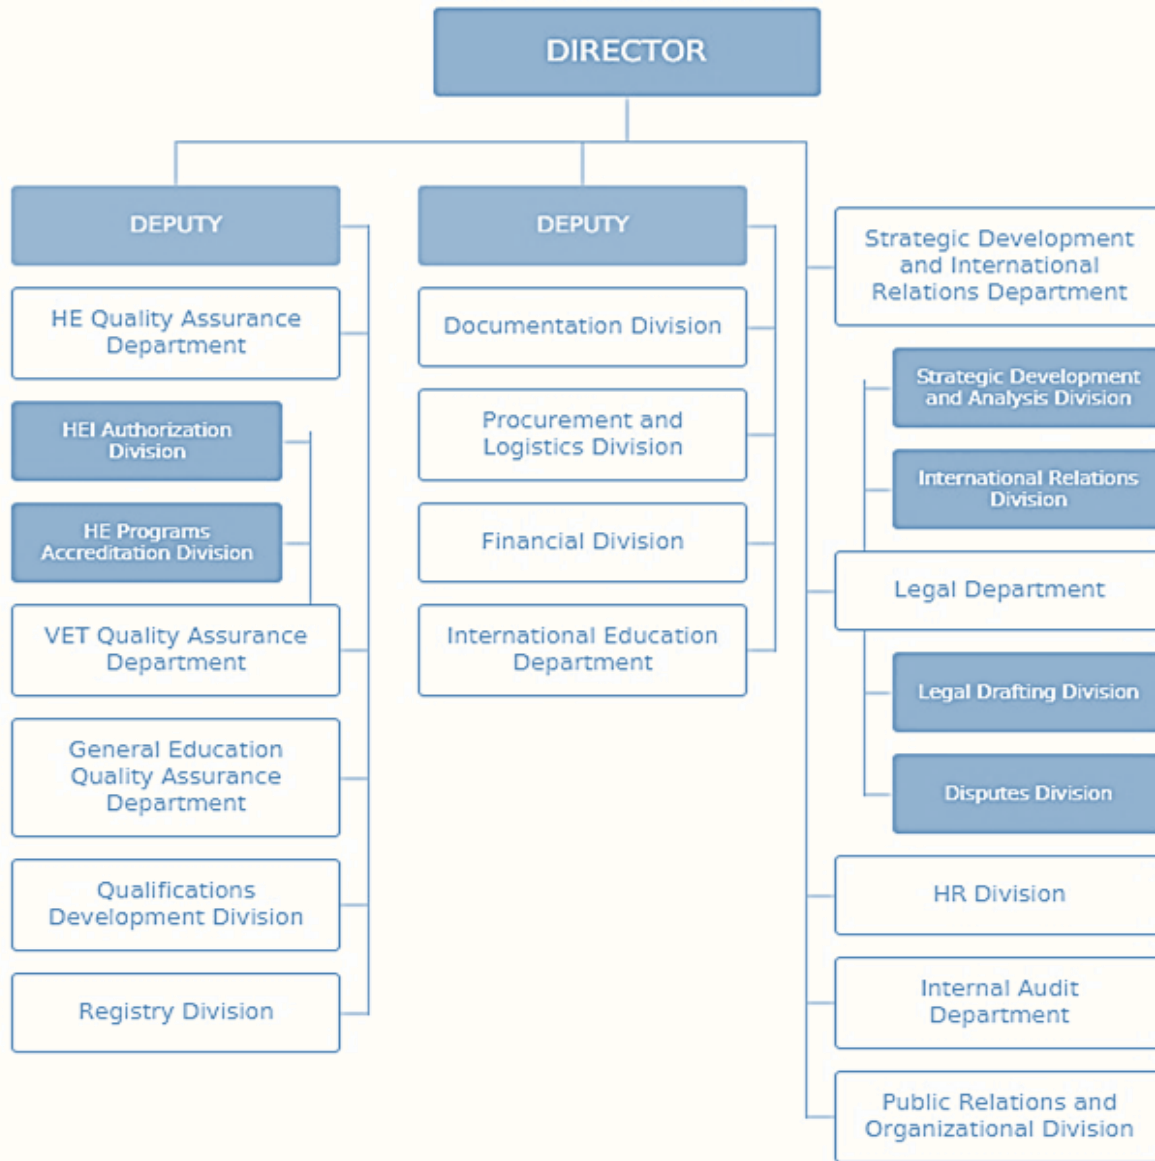 DIRECTOR
DEPUTY
HE Quality Assurance
Department
HEI Authorization
Division
HE Programs
Accreditation Division
VET Quality Assurance
Department
General Education
Quality Assurance
Department
Qualifications
Development Division
Registry Division
DEPUTY
Documentation Division
Procurement and
Logistics Division
Financial Division
International Education
Department
Strategic Development
and International
Relations Department
Strategic Development
and Analysis Division
International Relations
Division
Legal Department
Legal Drafting Division
Disputes Division
HR Division
Internal Audit
Department
Public Relations and
Organizational Division